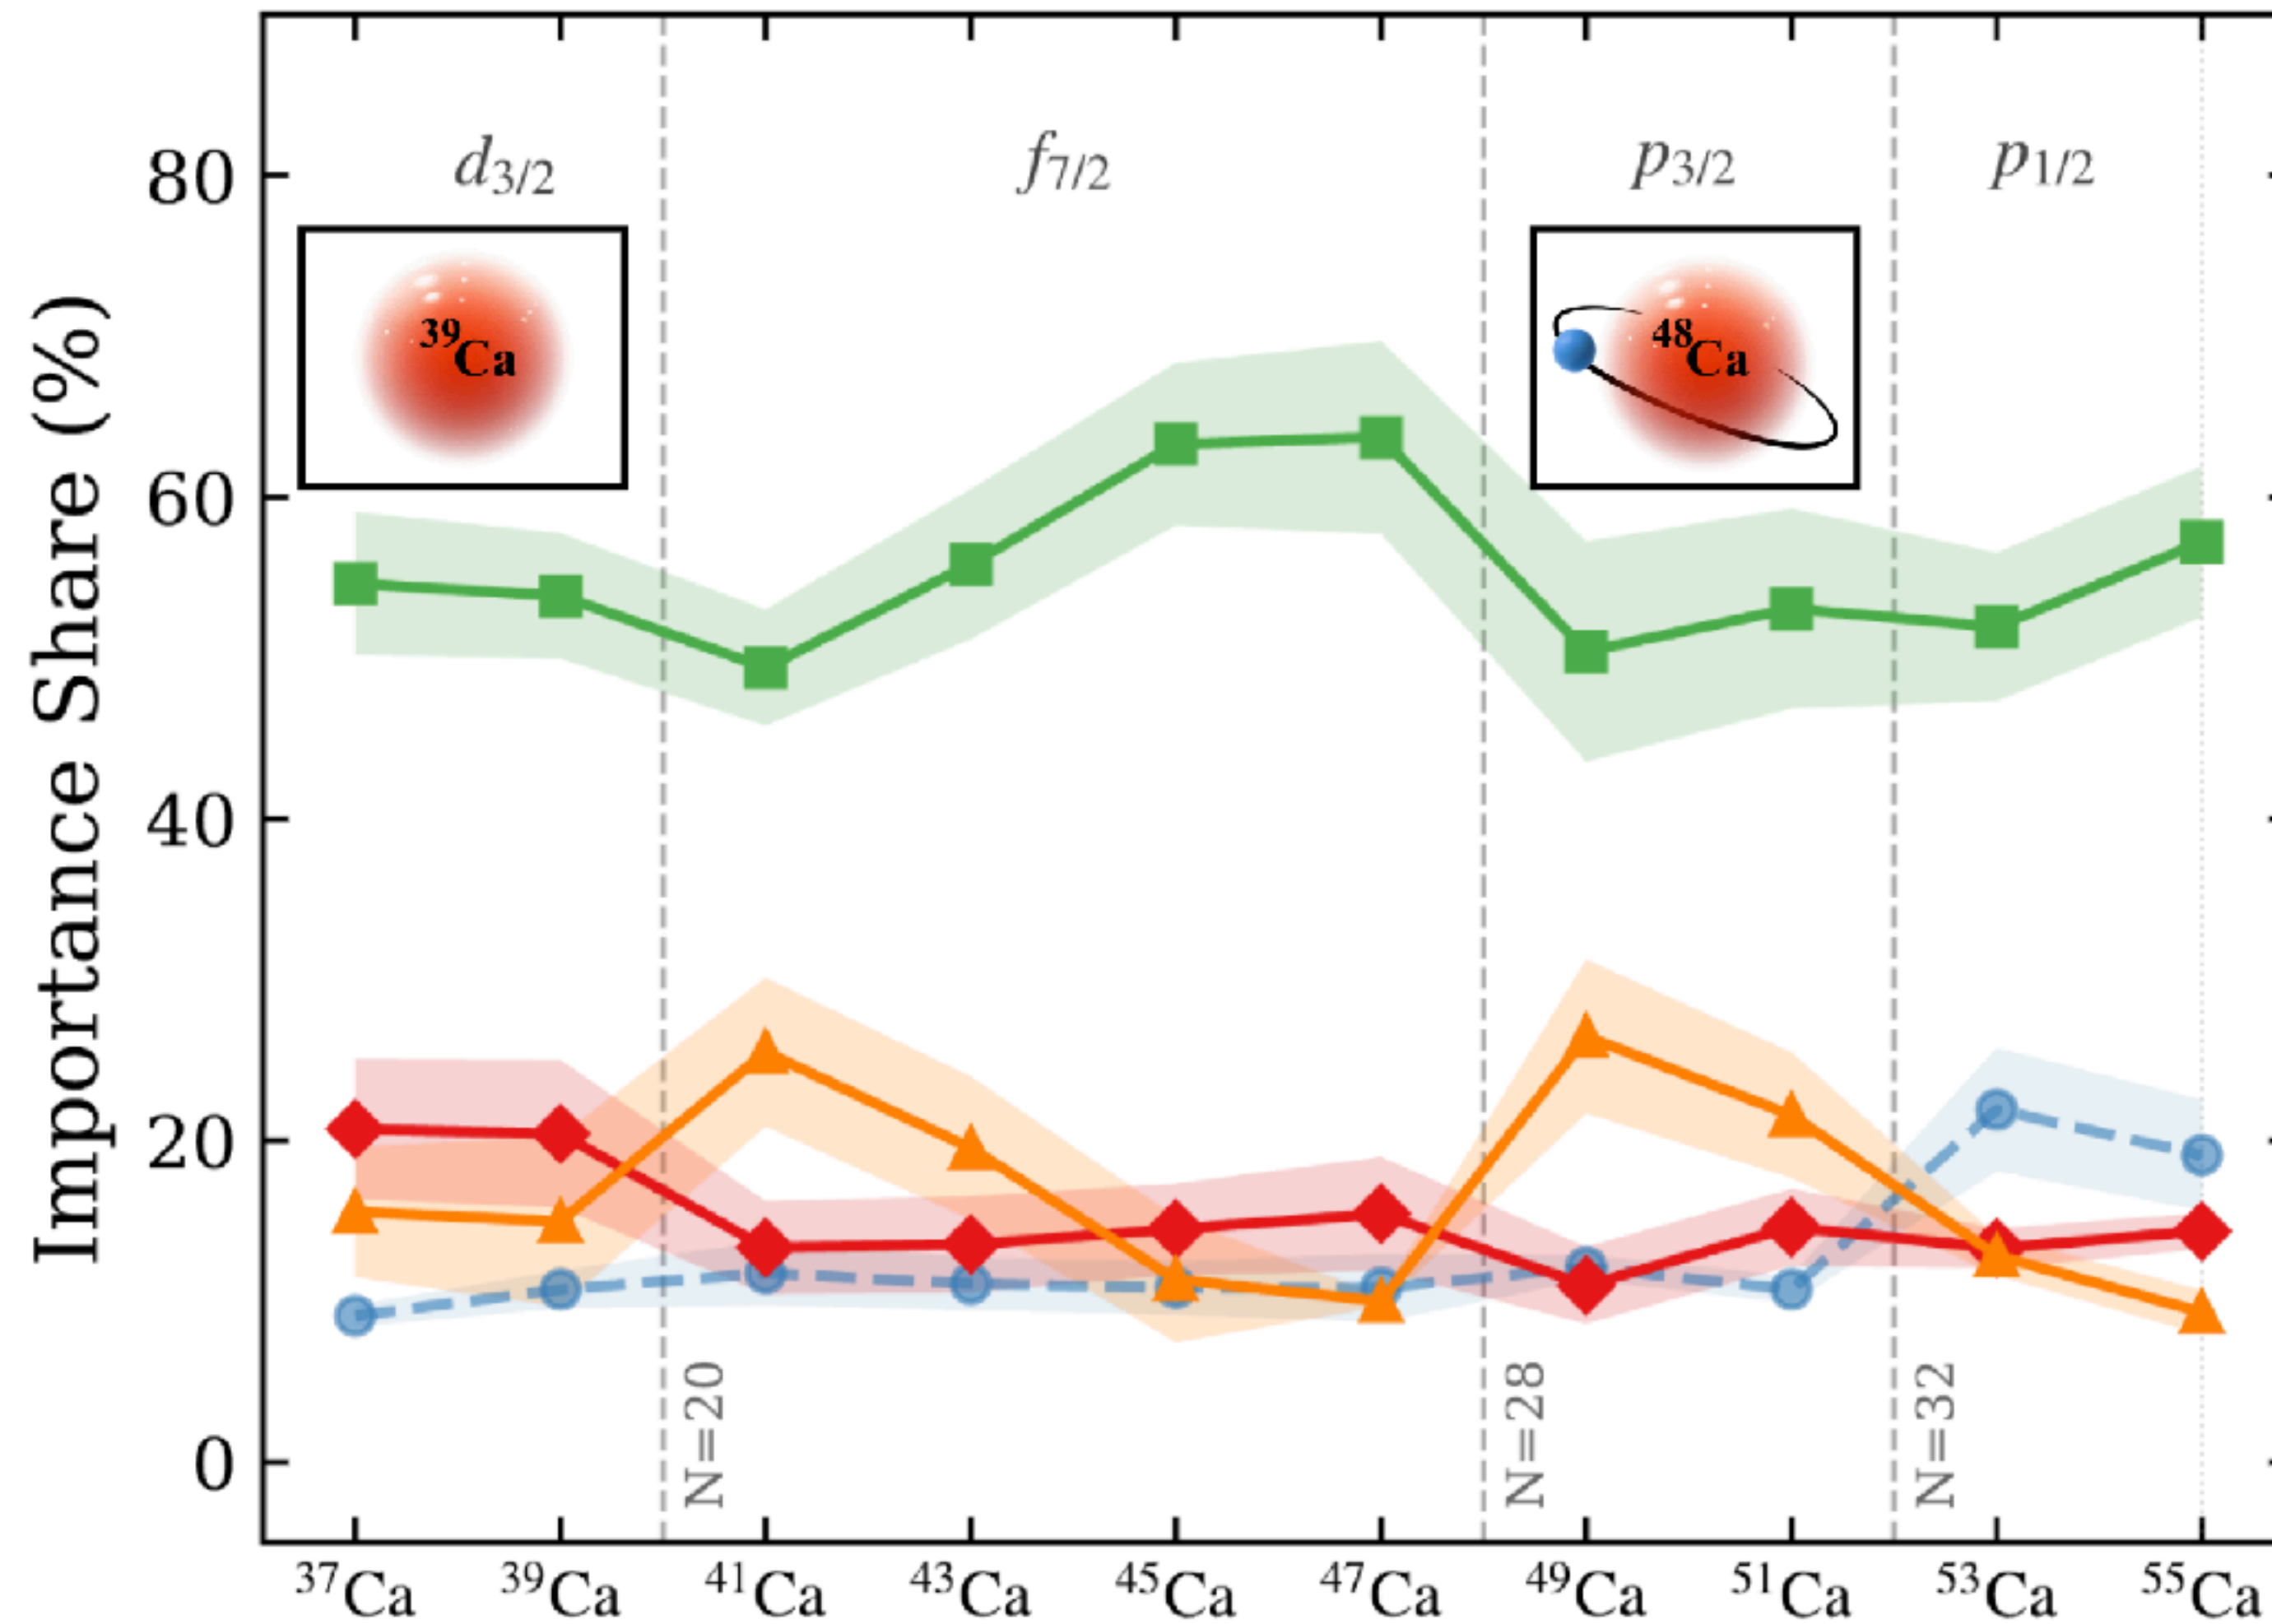 Importance Share (%)
80
60
40
20
0
d3/2
f7/2
p3/2
p1/2
39Ca
48Ca
N=20
N=28
N=32
37Ca 39Ca 41Ca 43Ca 45Ca 47Ca 49Ca 51Ca 53Ca 55Ca